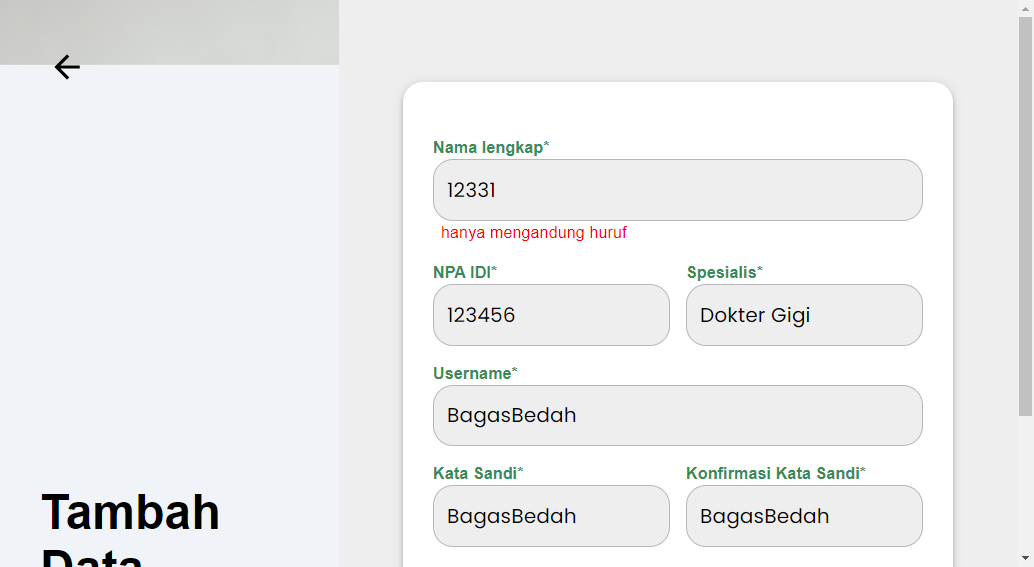 Nama lengkap*
12331
hanya mengandung huruf
NPA IDI* Spesialis*
123456 Dokter Gigi
Username*
BagasBedah
Kata Sandi* Konfirmasi Kata Sandi*
BagasBedah BagasBedah
Tambah
Data